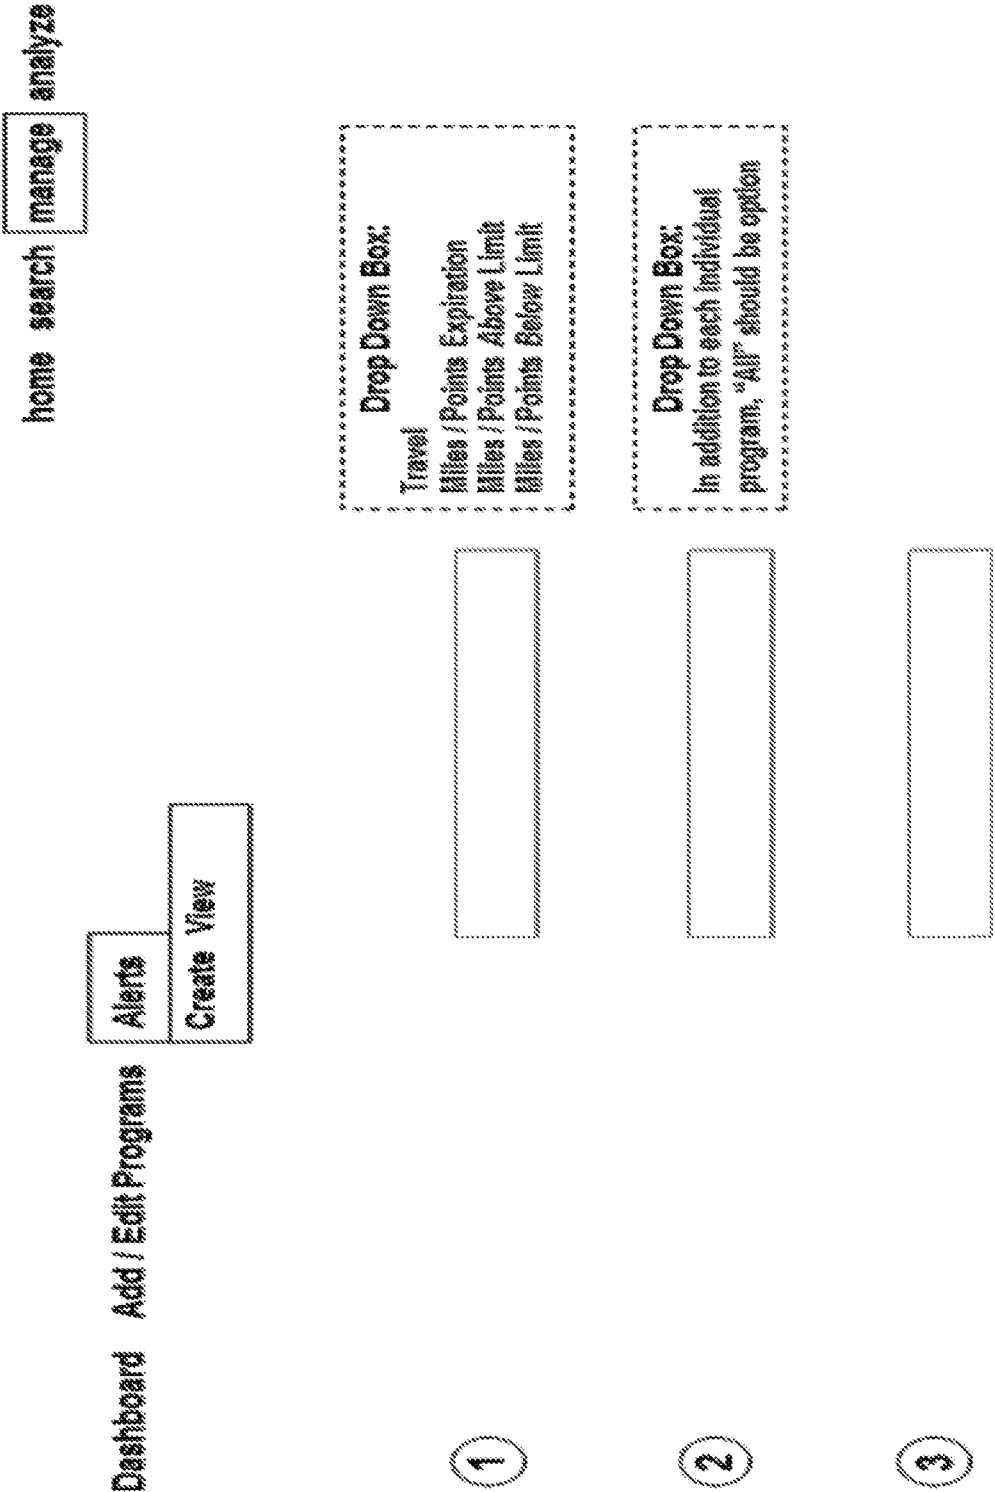 home search manage analyze
Dashboard Add / Edit Programs Alerts
Create View
1
Drop Down Box:
Travel
Miles / Points Expiration
Miles / Points Above Limit
Miles / Points Below Limit
2
Drop Down Box:
In addition to each individual
program, "All" should be option
3